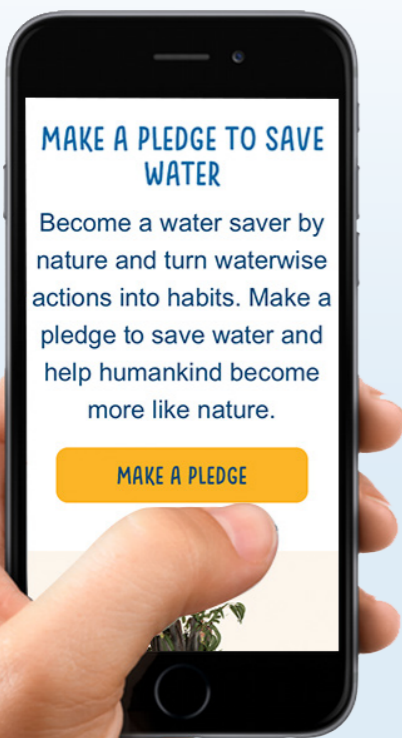 MAKE A PLEDGE TO SAVE
WATER
Become a water saver by
nature and turn waterwise
actions into habits. Make a
pledge to save water and
help humankind become
more like nature.
MAKE A PLEDGE